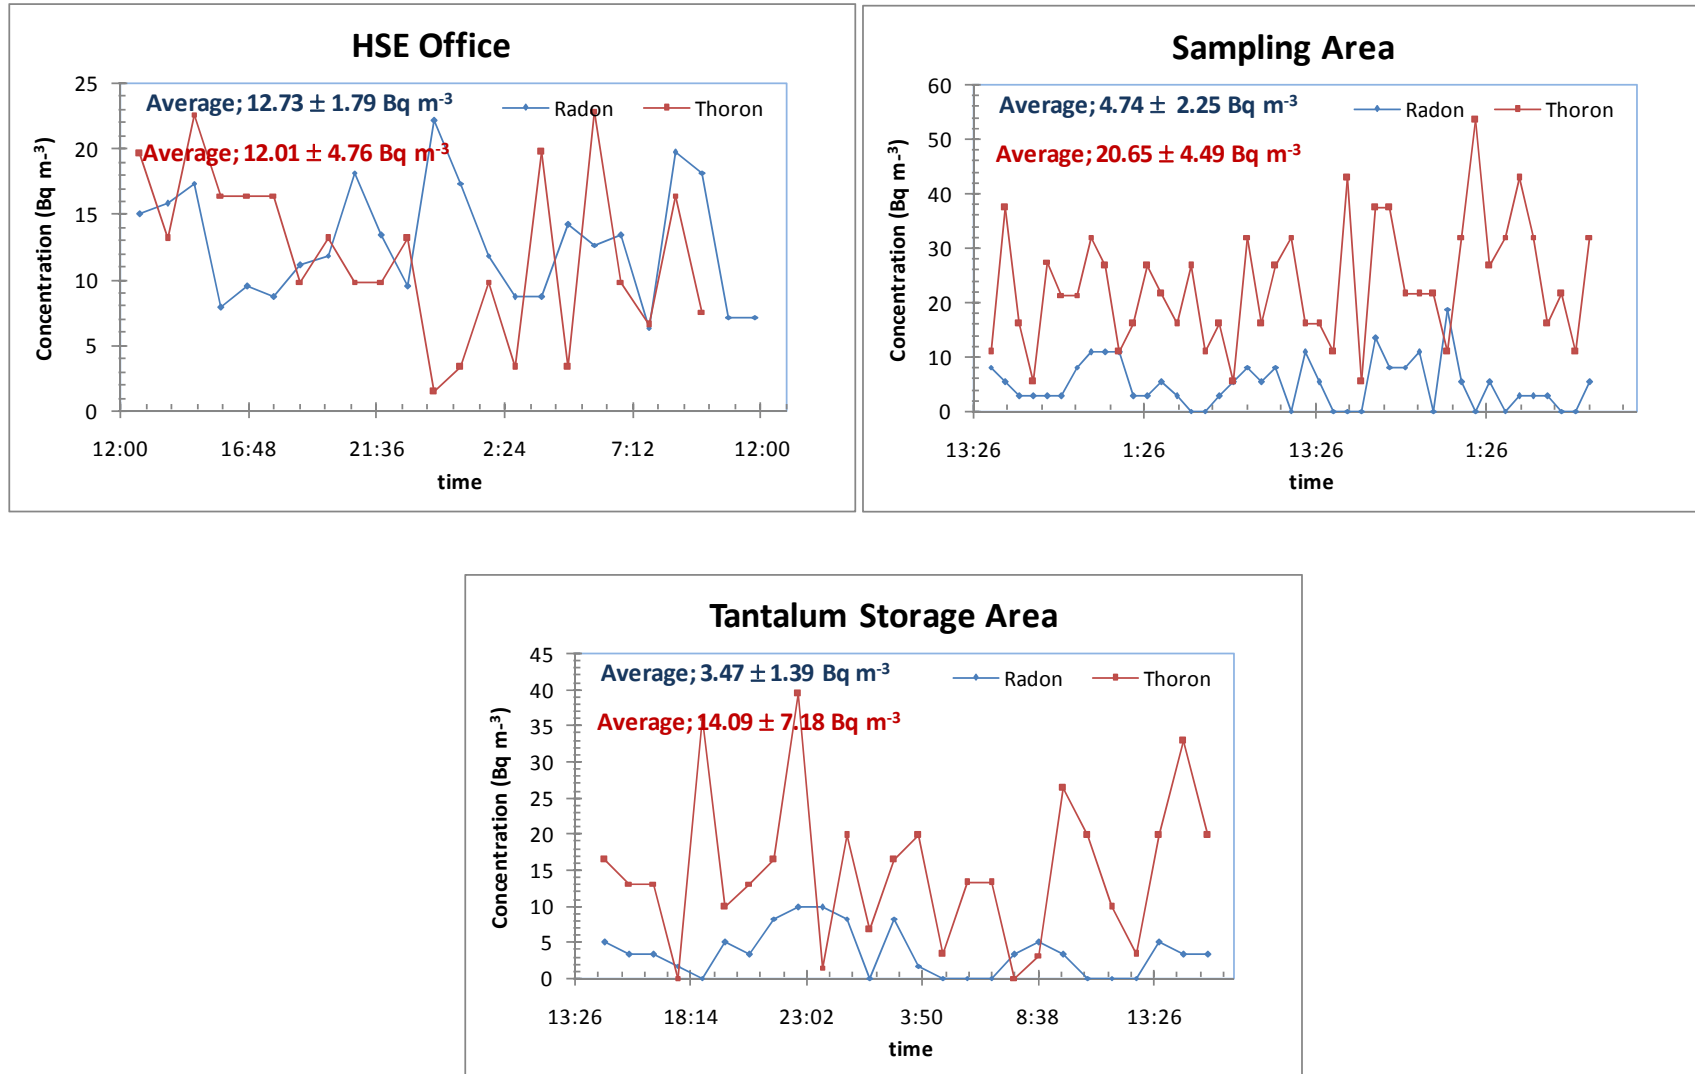 HSE Office
25
20
15
10
5
0
Concentration (Bq m-³)
Average; 12.73 ± 1.79 Bq m-³
Average; 12.01 ± 4.76 Bq m-³
Radon
Thoron
12:00 16:48 21:36 2:24 7:12 12:00
time
Sampling Area
60
50
40
30
20
10
0
Concentration (Bq m-³)
Average; 4.74 ± 2.25 Bq m-³
Average; 20.65 ± 4.49 Bq m-³
Radon
Thoron
13:26 1:26 13:26 1:26
time
Tantalum Storage Area
45
40
35
30
25
20
15
10
5
0
Concentration (Bq m-³)
Average; 3.47 ± 1.39 Bq m-³
Average; 14.09 ± 7.18 Bq m-³
Radon
Thoron
13:26 18:14 23:02 3:50 8:38 13:26
time